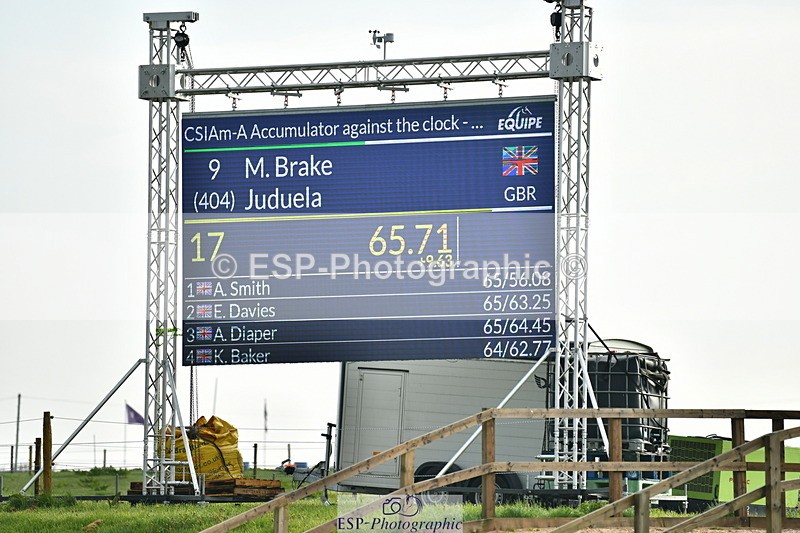 CSIAm-A Accumulator against the clock - ... EQUIPE
9 M. Brake
(404) Juduela GBR
17 65.71
+9.63
© ESP-Photographic ©
1 A. Smith 65/56.08
2 E. Davies 65/63.25
3 A. Diaper 65/64.45
4 K. Baker 64/62.77
ESP-Photographic